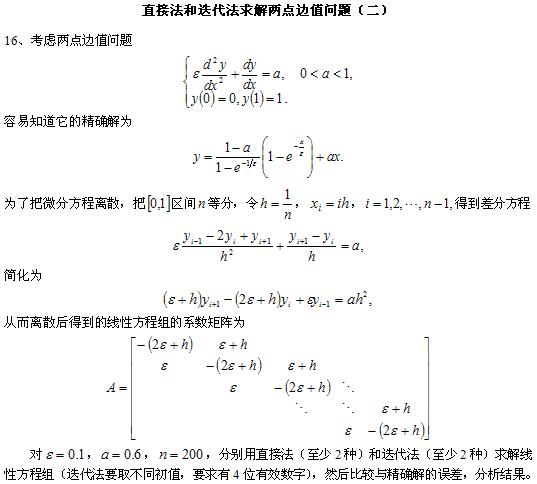 直接法和迭代法求解两点边值问题（二）
16、考虑两点边值问题
$$\begin{cases} \varepsilon \dfrac{d^2 y}{dx^2} + \dfrac{dy}{dx} = a, \quad 0 < a < 1, \\ y(0) = 0, y(1) = 1. \end{cases}$$
容易知道它的精确解为
$$y = \frac{1-a}{1-e^{-1/\varepsilon}}\left(1-e^{-\frac{x}{\varepsilon}}\right) + ax.$$
为了把微分方程离散，把$[0,1]$区间$n$等分，令$h=\dfrac{1}{n}$，$x_i = ih$，$i=1,2,\cdots,n-1$,得到差分方程
$$\varepsilon\frac{y_{i-1}-2y_i+y_{i+1}}{h^2}+\frac{y_{i+1}-y_i}{h}=a,$$
简化为
$$(\varepsilon+h)y_{i+1}-(2\varepsilon+h)y_i+\varepsilon y_{i-1}=ah^2,$$
从而离散后得到的线性方程组的系数矩阵为
$$A=\begin{bmatrix} -(2\varepsilon+h) & \varepsilon+h & & & \\ \varepsilon & -(2\varepsilon+h) & \varepsilon+h & & \\ & \varepsilon & -(2\varepsilon+h) & \ddots & \\ & & \ddots & \ddots & \varepsilon+h \\ & & & \varepsilon & -(2\varepsilon+h) \end{bmatrix}$$
对$\varepsilon=0.1$，$a=0.6$，$n=200$，分别用直接法（至少2种）和迭代法（至少2种）求解线
性方程组（迭代法要取不同初值，要求有4位有效数字），然后比较与精确解的误差，分析结果。